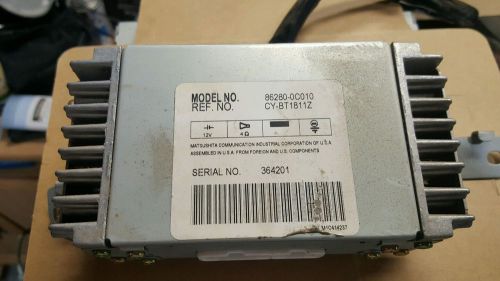 MODEL NO. 86280-0C010
REF. NO. CY-BT1811Z
12V 4Ω
MATSUSHITA COMMUNICATION INDUSTRIAL CORPORATION OF U.S.A
ASSEMBLED IN U.S.A. FROM FOREIGN AND U.S. COMPONENTS
SERIAL NO. 364201